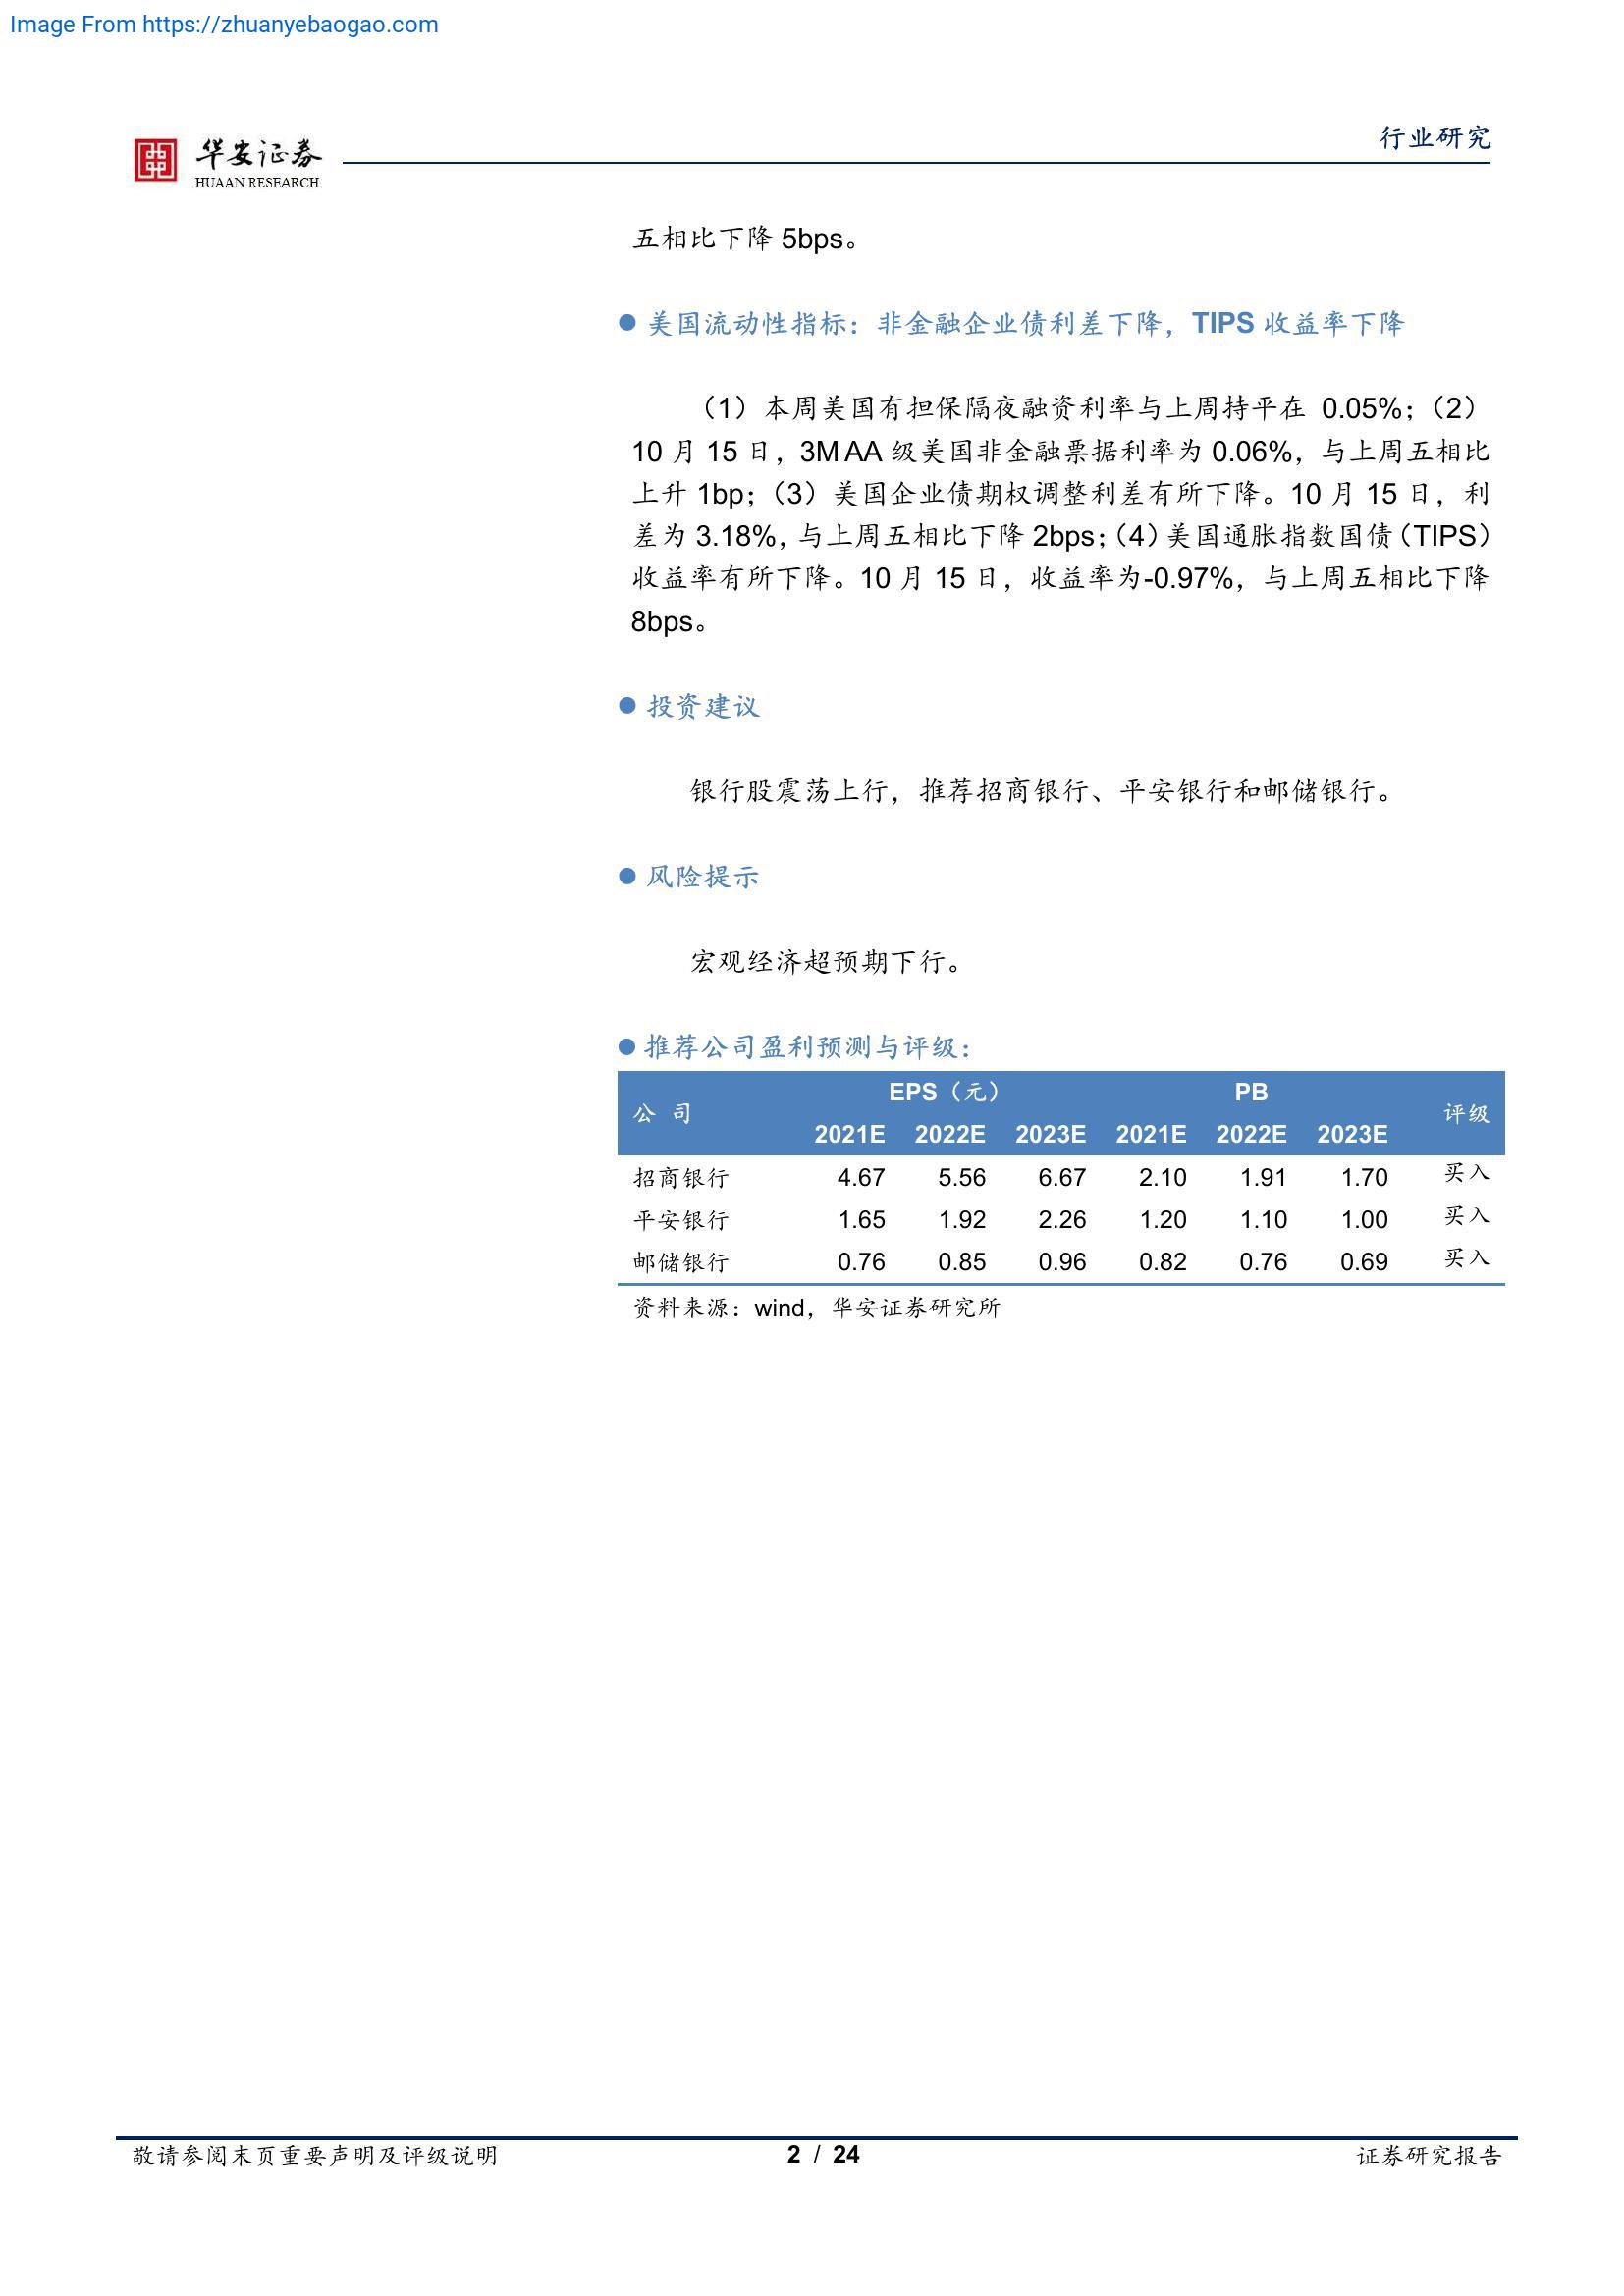 Image From https://zhuanyebaogao.com
华安证券
HUAAN RESEARCH
行业研究
五相比下降 5bps。
● 美国流动性指标：非金融企业债利差下降，TIPS 收益率下降
（1）本周美国有担保隔夜融资利率与上周持平在 0.05%；（2）
10 月 15 日，3M AA 级美国非金融票据利率为 0.06%，与上周五相比
上升 1bp；（3）美国企业债期权调整利差有所下降。10 月 15 日，利
差为 3.18%，与上周五相比下降 2bps；（4）美国通胀指数国债（TIPS）
收益率有所下降。10 月 15 日，收益率为-0.97%，与上周五相比下降
8bps。
● 投资建议
银行股震荡上行，推荐招商银行、平安银行和邮储银行。
● 风险提示
宏观经济超预期下行。
● 推荐公司盈利预测与评级：
公 司 EPS（元） PB 评级
2021E 2022E 2023E 2021E 2022E 2023E
招商银行 4.67 5.56 6.67 2.10 1.91 1.70 买入
平安银行 1.65 1.92 2.26 1.20 1.10 1.00 买入
邮储银行 0.76 0.85 0.96 0.82 0.76 0.69 买入
资料来源：wind，华安证券研究所
敬请参阅末页重要声明及评级说明 2 / 24 证券研究报告